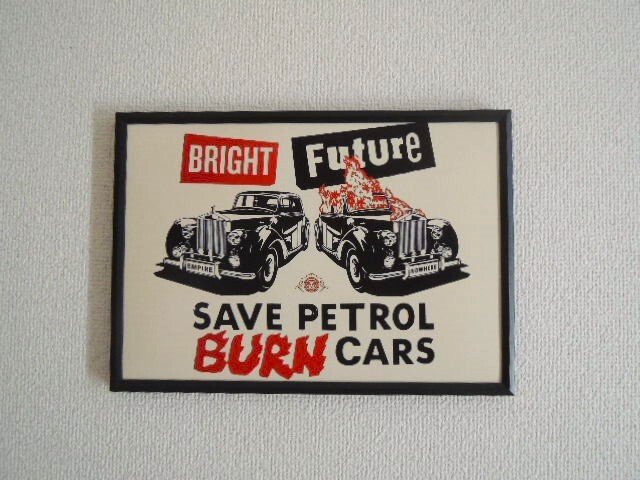 BRIGHT Future
EMPIRE NOWHERE
SAVE PETROL
BURN CARS